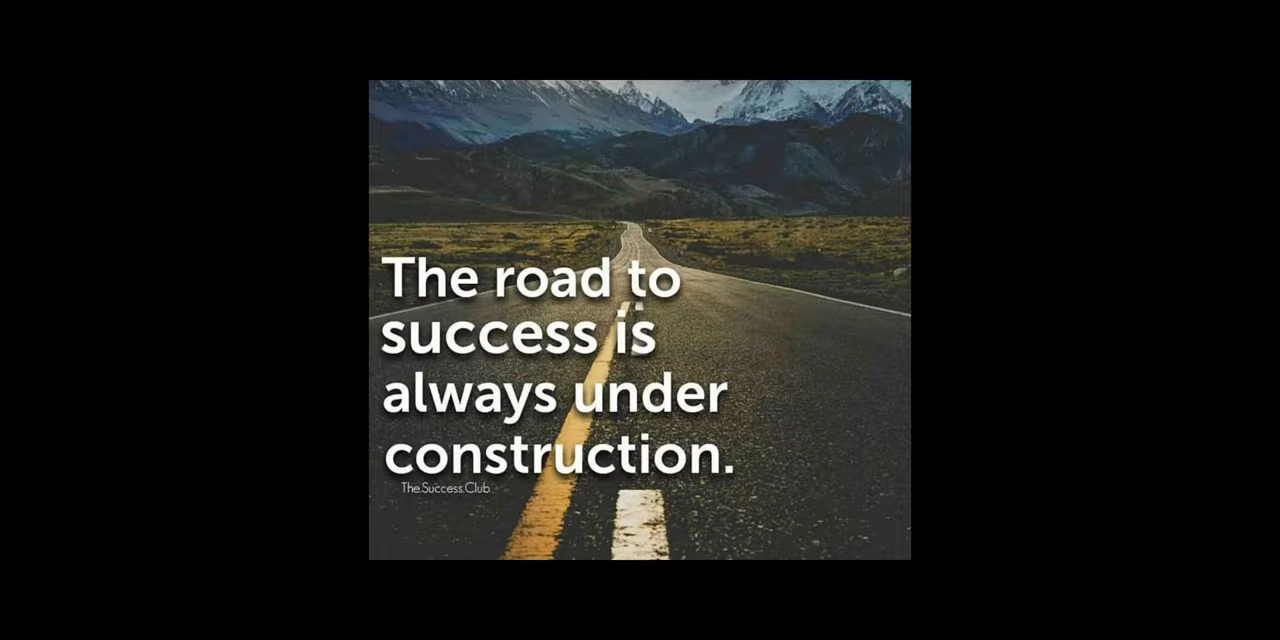 The road to
success is
always under
construction.
The.Success.Club